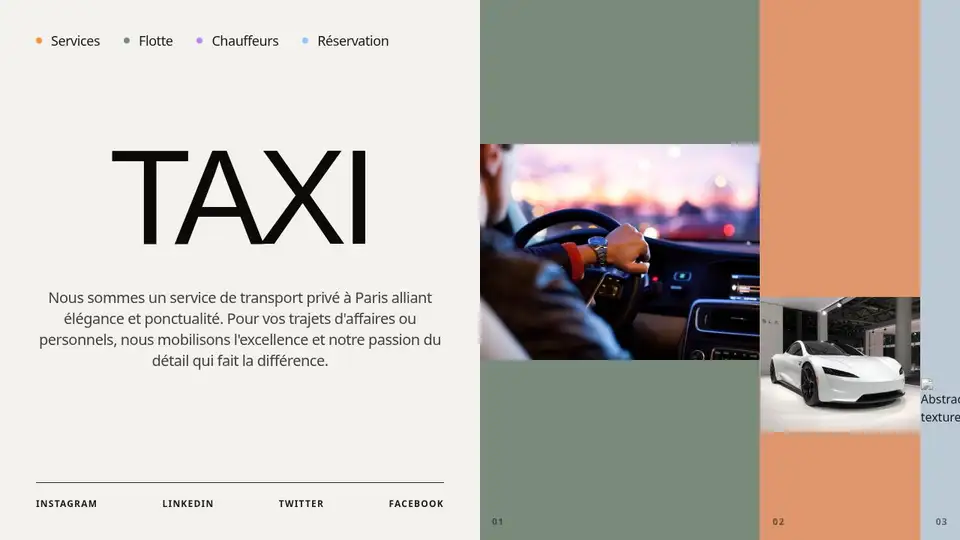 Services
Flotte
Chauffeurs
Réservation
TAXI
Nous sommes un service de transport privé à Paris alliant
élégance et ponctualité. Pour vos trajets d'affaires ou
personnels, nous mobilisons l'excellence et notre passion du
détail qui fait la différence.
INSTAGRAM
LINKEDIN
TWITTER
FACEBOOK
01
02
Abstrac
texture
03